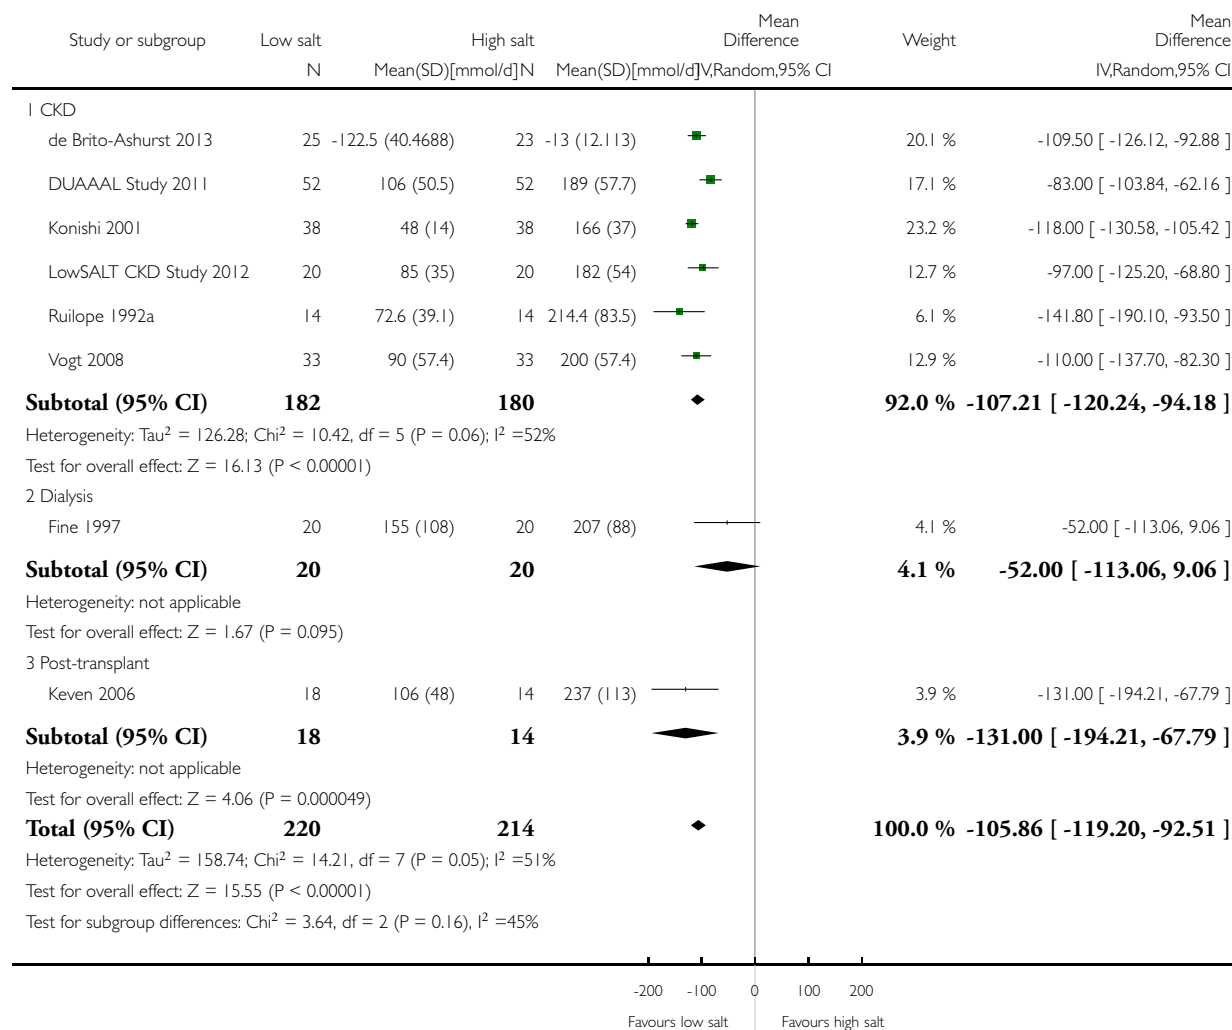 Study or subgroup Low salt High salt Mean Difference Weight Mean Difference
N Mean(SD)[mmol/d] N Mean(SD)[mmol/d] IV,Random,95% CI IV,Random,95% CI
1 CKD
de Brito-Ashurst 2013 25 -122.5 (40.4688) 23 -13 (12.113) 20.1 % -109.50 [ -126.12, -92.88 ]
DUAAAL Study 2011 52 106 (50.5) 52 189 (57.7) 17.1 % -83.00 [ -103.84, -62.16 ]
Konishi 2001 38 48 (14) 38 166 (37) 23.2 % -118.00 [ -130.58, -105.42 ]
LowSALT CKD Study 2012 20 85 (35) 20 182 (54) 12.7 % -97.00 [ -125.20, -68.80 ]
Ruilope 1992a 14 72.6 (39.1) 14 214.4 (83.5) 6.1 % -141.80 [ -190.10, -93.50 ]
Vogt 2008 33 90 (57.4) 33 200 (57.4) 12.9 % -110.00 [ -137.70, -82.30 ]
Subtotal (95% CI) 182 180 92.0 % -107.21 [ -120.24, -94.18 ]
Heterogeneity: Tau² = 126.28; Chi² = 10.42, df = 5 (P = 0.06); I² =52%
Test for overall effect: Z = 16.13 (P < 0.00001)
2 Dialysis
Fine 1997 20 155 (108) 20 207 (88) 4.1 % -52.00 [ -113.06, 9.06 ]
Subtotal (95% CI) 20 20 4.1 % -52.00 [ -113.06, 9.06 ]
Heterogeneity: not applicable
Test for overall effect: Z = 1.67 (P = 0.095)
3 Post-transplant
Keven 2006 18 106 (48) 14 237 (113) 3.9 % -131.00 [ -194.21, -67.79 ]
Subtotal (95% CI) 18 14 3.9 % -131.00 [ -194.21, -67.79 ]
Heterogeneity: not applicable
Test for overall effect: Z = 4.06 (P = 0.000049)
Total (95% CI) 220 214 100.0 % -105.86 [ -119.20, -92.51 ]
Heterogeneity: Tau² = 158.74; Chi² = 14.21, df = 7 (P = 0.05); I² =51%
Test for overall effect: Z = 15.55 (P < 0.00001)
Test for subgroup differences: Chi² = 3.64, df = 2 (P = 0.16), I² =45%
-200 -100 0 100 200
Favours low salt Favours high salt